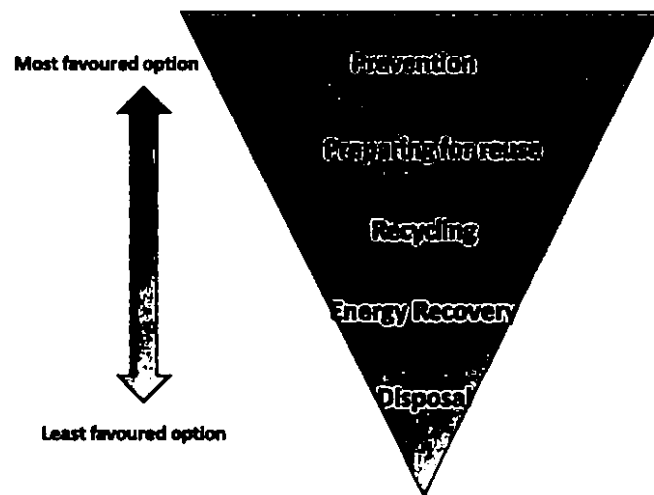 Most favoured option
Prevention
Preparing for reuse
Recycling
Energy Recovery
Disposal
Least favoured option